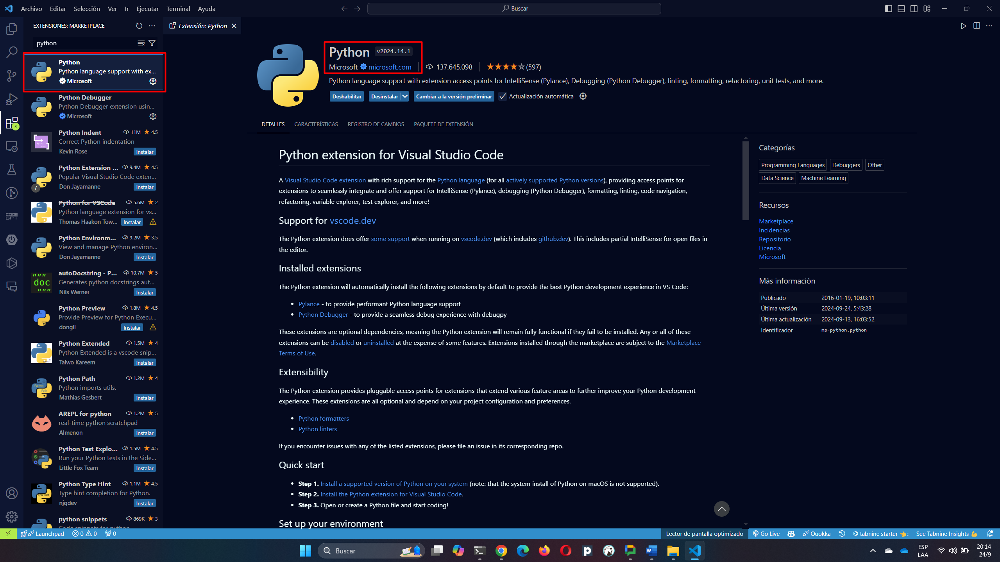 Archivo Editar Selección Ver Ir Ejecutar Terminal Ayuda
Buscar
EXTENSIONES: MARKETPLACE
python
Python
Python language support with ex...
Microsoft
Python Debugger
Python Debugger extension usin...
Microsoft
Python Indent 11M 4.5
Correct Python indentation
Kevin Rose Instalar
Python Extension ... 9.4M 4.5
Popular Visual Studio Code exten...
Don Jayamanne Instalar
7
Python for VSCode 5.6M 2
Python language extension for vs...
Thomas Haakon Tow... Instalar
Python Environm... 9.2M 3.5
View and manage Python environ...
Don Jayamanne Instalar
autoDocstring - P... 10.7M 5
Generates python docstrings aut...
Nils Werner Instalar
Python Preview 1.8M 4.5
Provide Preview for Python Execu...
dongli Instalar
Python Extended 1.5M 4
Python Extended is a vscode snip...
Taiwo Kareem Instalar
Python Path 1.2M 4
Python imports utils.
Mathias Gesbert Instalar
AREPL for python 1.2M 5
real-time python scratchpad
Almenon Instalar
Python Test Explo... 1.5M 4.5
Run your Python tests in the Side...
Little Fox Team Instalar
Python Type Hint 1.1M 4.5
Type hint completion for Python.
njqdev Instalar
python snippets 869K 3
Code snippets for python
3
CODE
GPT
"""
doc
"""
Extensión: Python
Python v2024.14.1
Microsoft microsoft.com 137.645.098 (597)
Python language support with extension access points for IntelliSense (Pylance), Debugging (Python Debugger), linting, formatting, refactoring, unit tests, and more.
Deshabilitar Desinstalar Cambiar a la versión preliminar Actualización automática
DETALLES CARACTERÍSTICAS REGISTRO DE CAMBIOS PAQUETE DE EXTENSIÓN
Python extension for Visual Studio Code
A Visual Studio Code extension with rich support for the Python language (for all actively supported Python versions), providing access points for
extensions to seamlessly integrate and offer support for IntelliSense (Pylance), debugging (Python Debugger), formatting, linting, code navigation,
refactoring, variable explorer, test explorer, and more!
Support for vscode.dev
The Python extension does offer some support when running on vscode.dev (which includes github.dev). This includes partial IntelliSense for open files in
the editor.
Installed extensions
The Python extension will automatically install the following extensions by default to provide the best Python development experience in VS Code:
• Pylance - to provide performant Python language support
• Python Debugger - to provide a seamless debug experience with debugpy
These extensions are optional dependencies, meaning the Python extension will remain fully functional if they fail to be installed. Any or all of these
extensions can be disabled or uninstalled at the expense of some features. Extensions installed through the marketplace are subject to the Marketplace
Terms of Use.
Extensibility
The Python extension provides pluggable access points for extensions that extend various feature areas to further improve your Python development
experience. These extensions are all optional and depend on your project configuration and preferences.
• Python formatters
• Python linters
If you encounter issues with any of the listed extensions, please file an issue in its corresponding repo.
Quick start
• Step 1. Install a supported version of Python on your system (note: that the system install of Python on macOS is not supported).
• Step 2. Install the Python extension for Visual Studio Code.
• Step 3. Open or create a Python file and start coding!
Set up your environment
Categorías
Programming Languages Debuggers Other
Data Science Machine Learning
Recursos
Marketplace
Incidencias
Repositorio
Licencia
Microsoft
Más información
Publicado 2016-01-19, 10:03:11
Última versión 2024-09-24, 5:43:28
Última actualización 2024-09-13, 16:03:52
Identificador ms-python.python
Launchpad 0 0 0
Lector de pantalla optimizado Go Live Quokka tabnine starter : See Tabnine Insights
Buscar
ESP
LAA
20:14
24/9